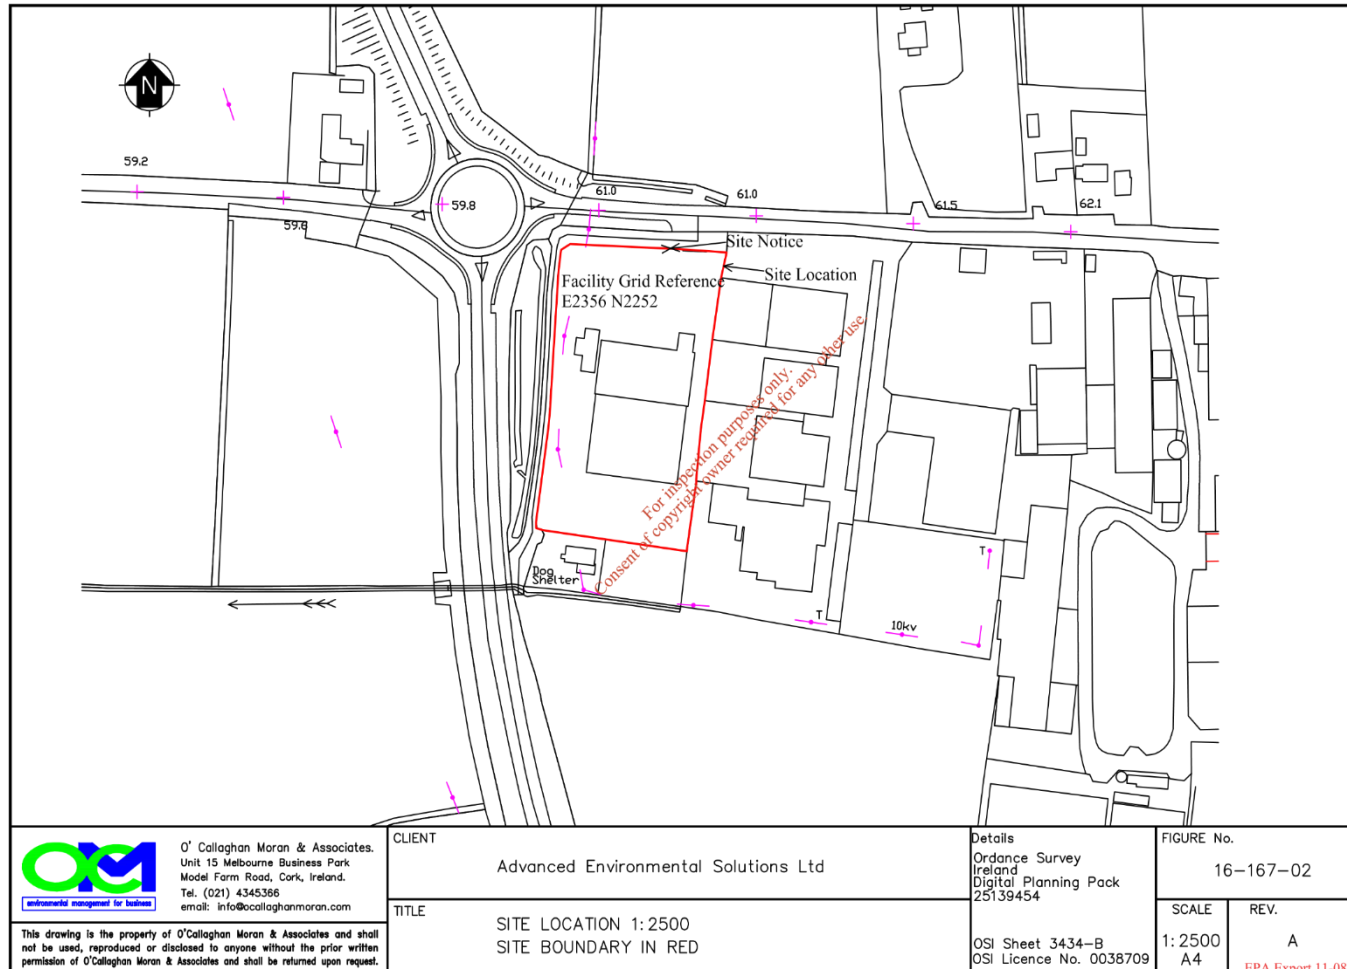 N
59.2
59.8
59.6
61.0
61.0
61.5
62.1
Site Notice
Site Location
Facility Grid Reference
E2356 N2252
For inspection purposes only.
Consent of copyright owner required for any other use
Dog
Shelter
T
T
10kv
OCM
environmental management for business
O' Callaghan Moran & Associates.
Unit 15 Melbourne Business Park
Model Farm Road, Cork, Ireland.
Tel. (021) 4345366
email: info@ocallaghanmoran.com
This drawing is the property of O'Callaghan Moran & Associates and shall
not be used, reproduced or disclosed to anyone without the prior written
permission of O'Callaghan Moran & Associates and shall be returned upon request.
CLIENT
Advanced Environmental Solutions Ltd
TITLE
SITE LOCATION 1:2500
SITE BOUNDARY IN RED
Details
Ordance Survey
Ireland
Digital Planning Pack
25139454
OSI Sheet 3434-B
OSI Licence No. 0038709
FIGURE No.
16-167-02
SCALE
1:2500
A4
REV.
A
EPA Export 11-08